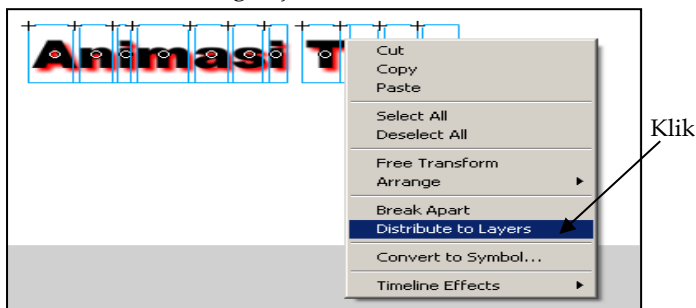 Animasi T
Cut
Copy
Paste
Select All
Deselect All
Klik
Free Transform
Arrange
Break Apart
Distribute to Layers
Convert to Symbol...
Timeline Effects